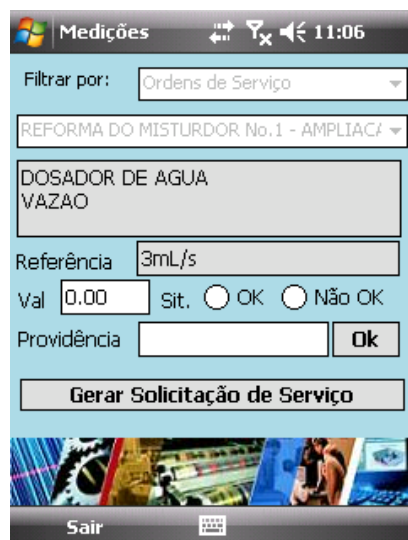 Medições 11:06
Filtrar por: Ordens de Serviço
REFORMA DO MISTURDOR No.1 - AMPLIACA
DOSADOR DE AGUA
VAZAO
Referência 3mL/s
Val 0.00 Sit. OK Não OK
Providência Ok
Gerar Solicitação de Serviço
Sair